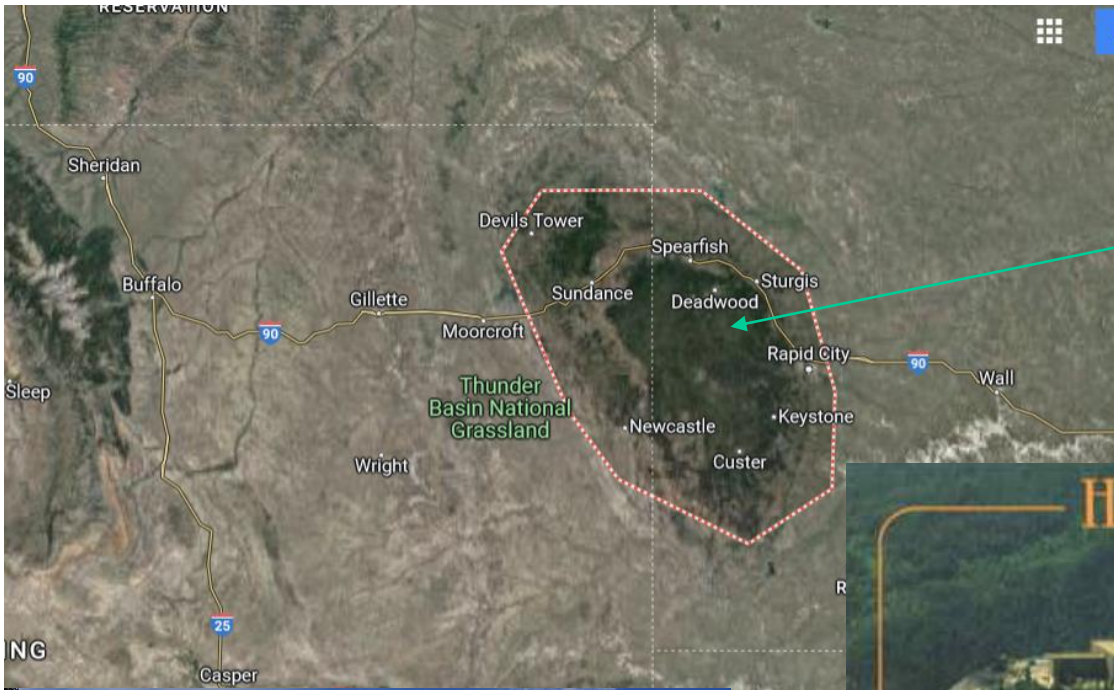 RESERVATION
90
Sheridan
Devils Tower
Spearfish
Buffalo
Sundance
Sturgis
Deadwood
Gillette
Moorcroft
90
Rapid City
90
Wall
Sleep
Thunder
Basin National
Grassland
Newcastle
Keystone
Wright
Custer
H
R
25
ING
Casper